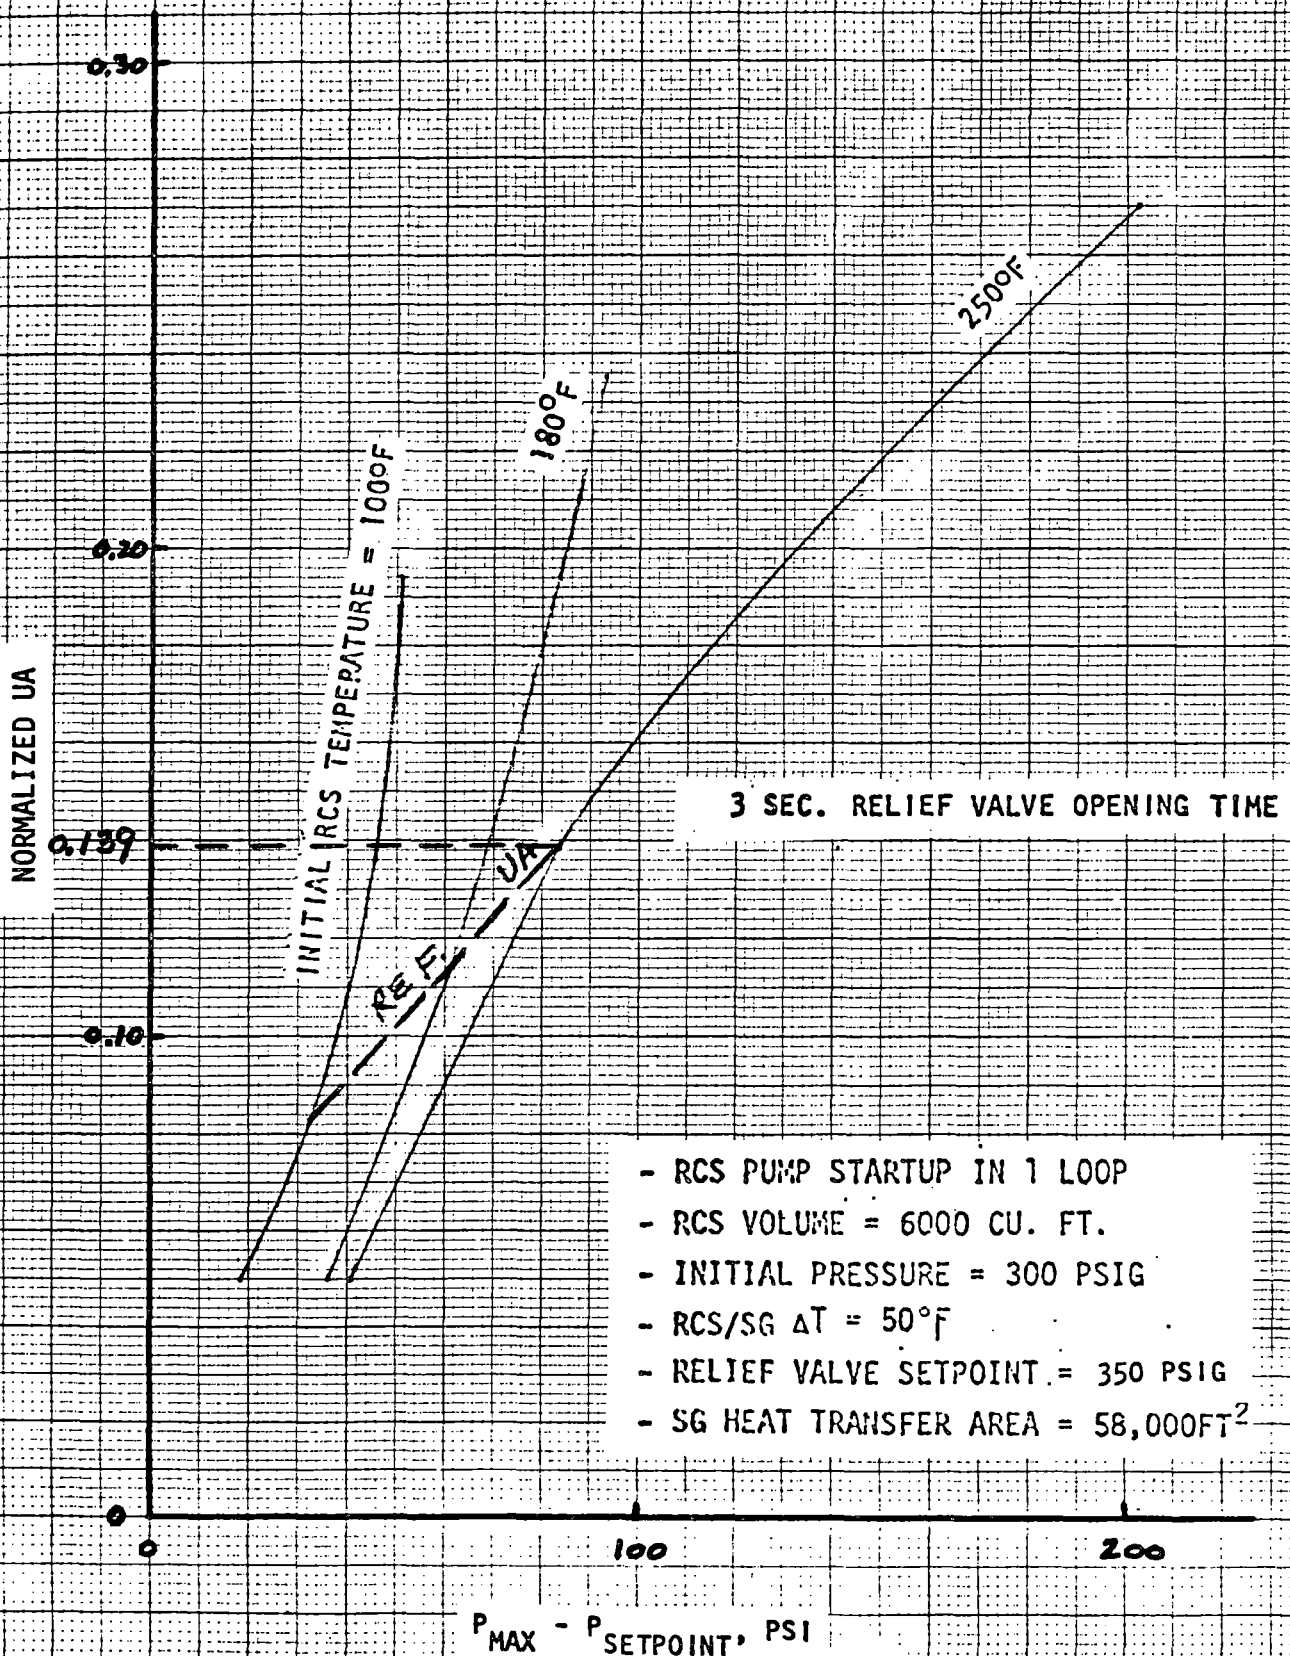 0.30
250°F
180°F
INITIAL RCS TEMPERATURE = 100°F
0.20
NORMALIZED UA
3 SEC. RELIEF VALVE OPENING TIME
0.139
REF. UA
0.10
- RCS PUMP STARTUP IN 1 LOOP
- RCS VOLUME = 6000 CU. FT.
- INITIAL PRESSURE = 300 PSIG
- RCS/SG ΔT = 50°F
- RELIEF VALVE SETPOINT = 350 PSIG
- SG HEAT TRANSFER AREA = 58,000FT²
0
0 100 200
P_MAX - P_SETPOINT, PSI